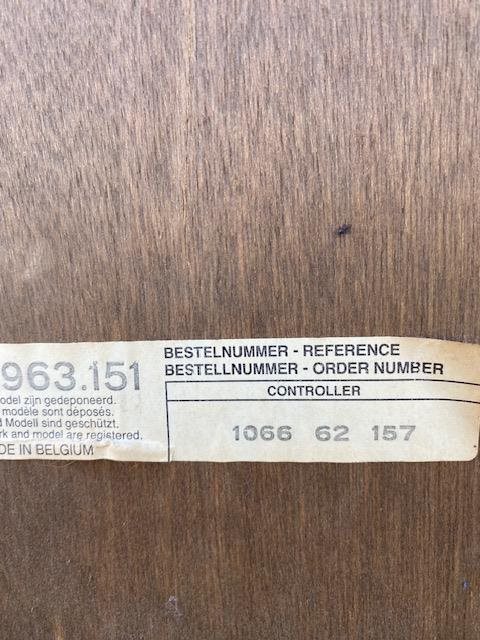 963.151
odel zijn gedeponeerd.
modèle sont déposés.
d Modell sind geschützt.
rk and model are registered.
DE IN BELGIUM
BESTELNUMMER - REFERENCE
BESTELLNUMMER - ORDER NUMBER
CONTROLLER
1066 62 157